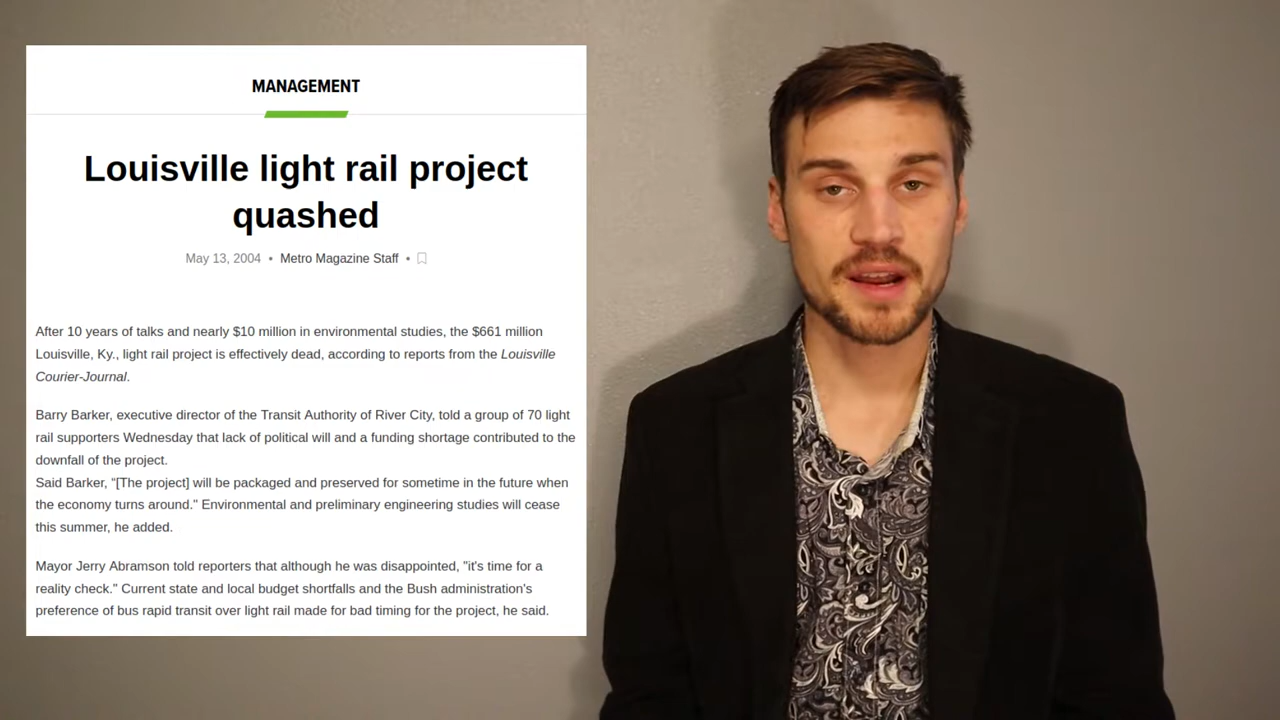 MANAGEMENT
Louisville light rail project
quashed
May 13, 2004 • Metro Magazine Staff •
After 10 years of talks and nearly $10 million in environmental studies, the $661 million
Louisville, Ky., light rail project is effectively dead, according to reports from the Louisville
Courier-Journal.
Barry Barker, executive director of the Transit Authority of River City, told a group of 70 light
rail supporters Wednesday that lack of political will and a funding shortage contributed to the
downfall of the project.
Said Barker, “[The project] will be packaged and preserved for sometime in the future when
the economy turns around.” Environmental and preliminary engineering studies will cease
this summer, he added.
Mayor Jerry Abramson told reporters that although he was disappointed, "it's time for a
reality check." Current state and local budget shortfalls and the Bush administration's
preference of bus rapid transit over light rail made for bad timing for the project, he said.